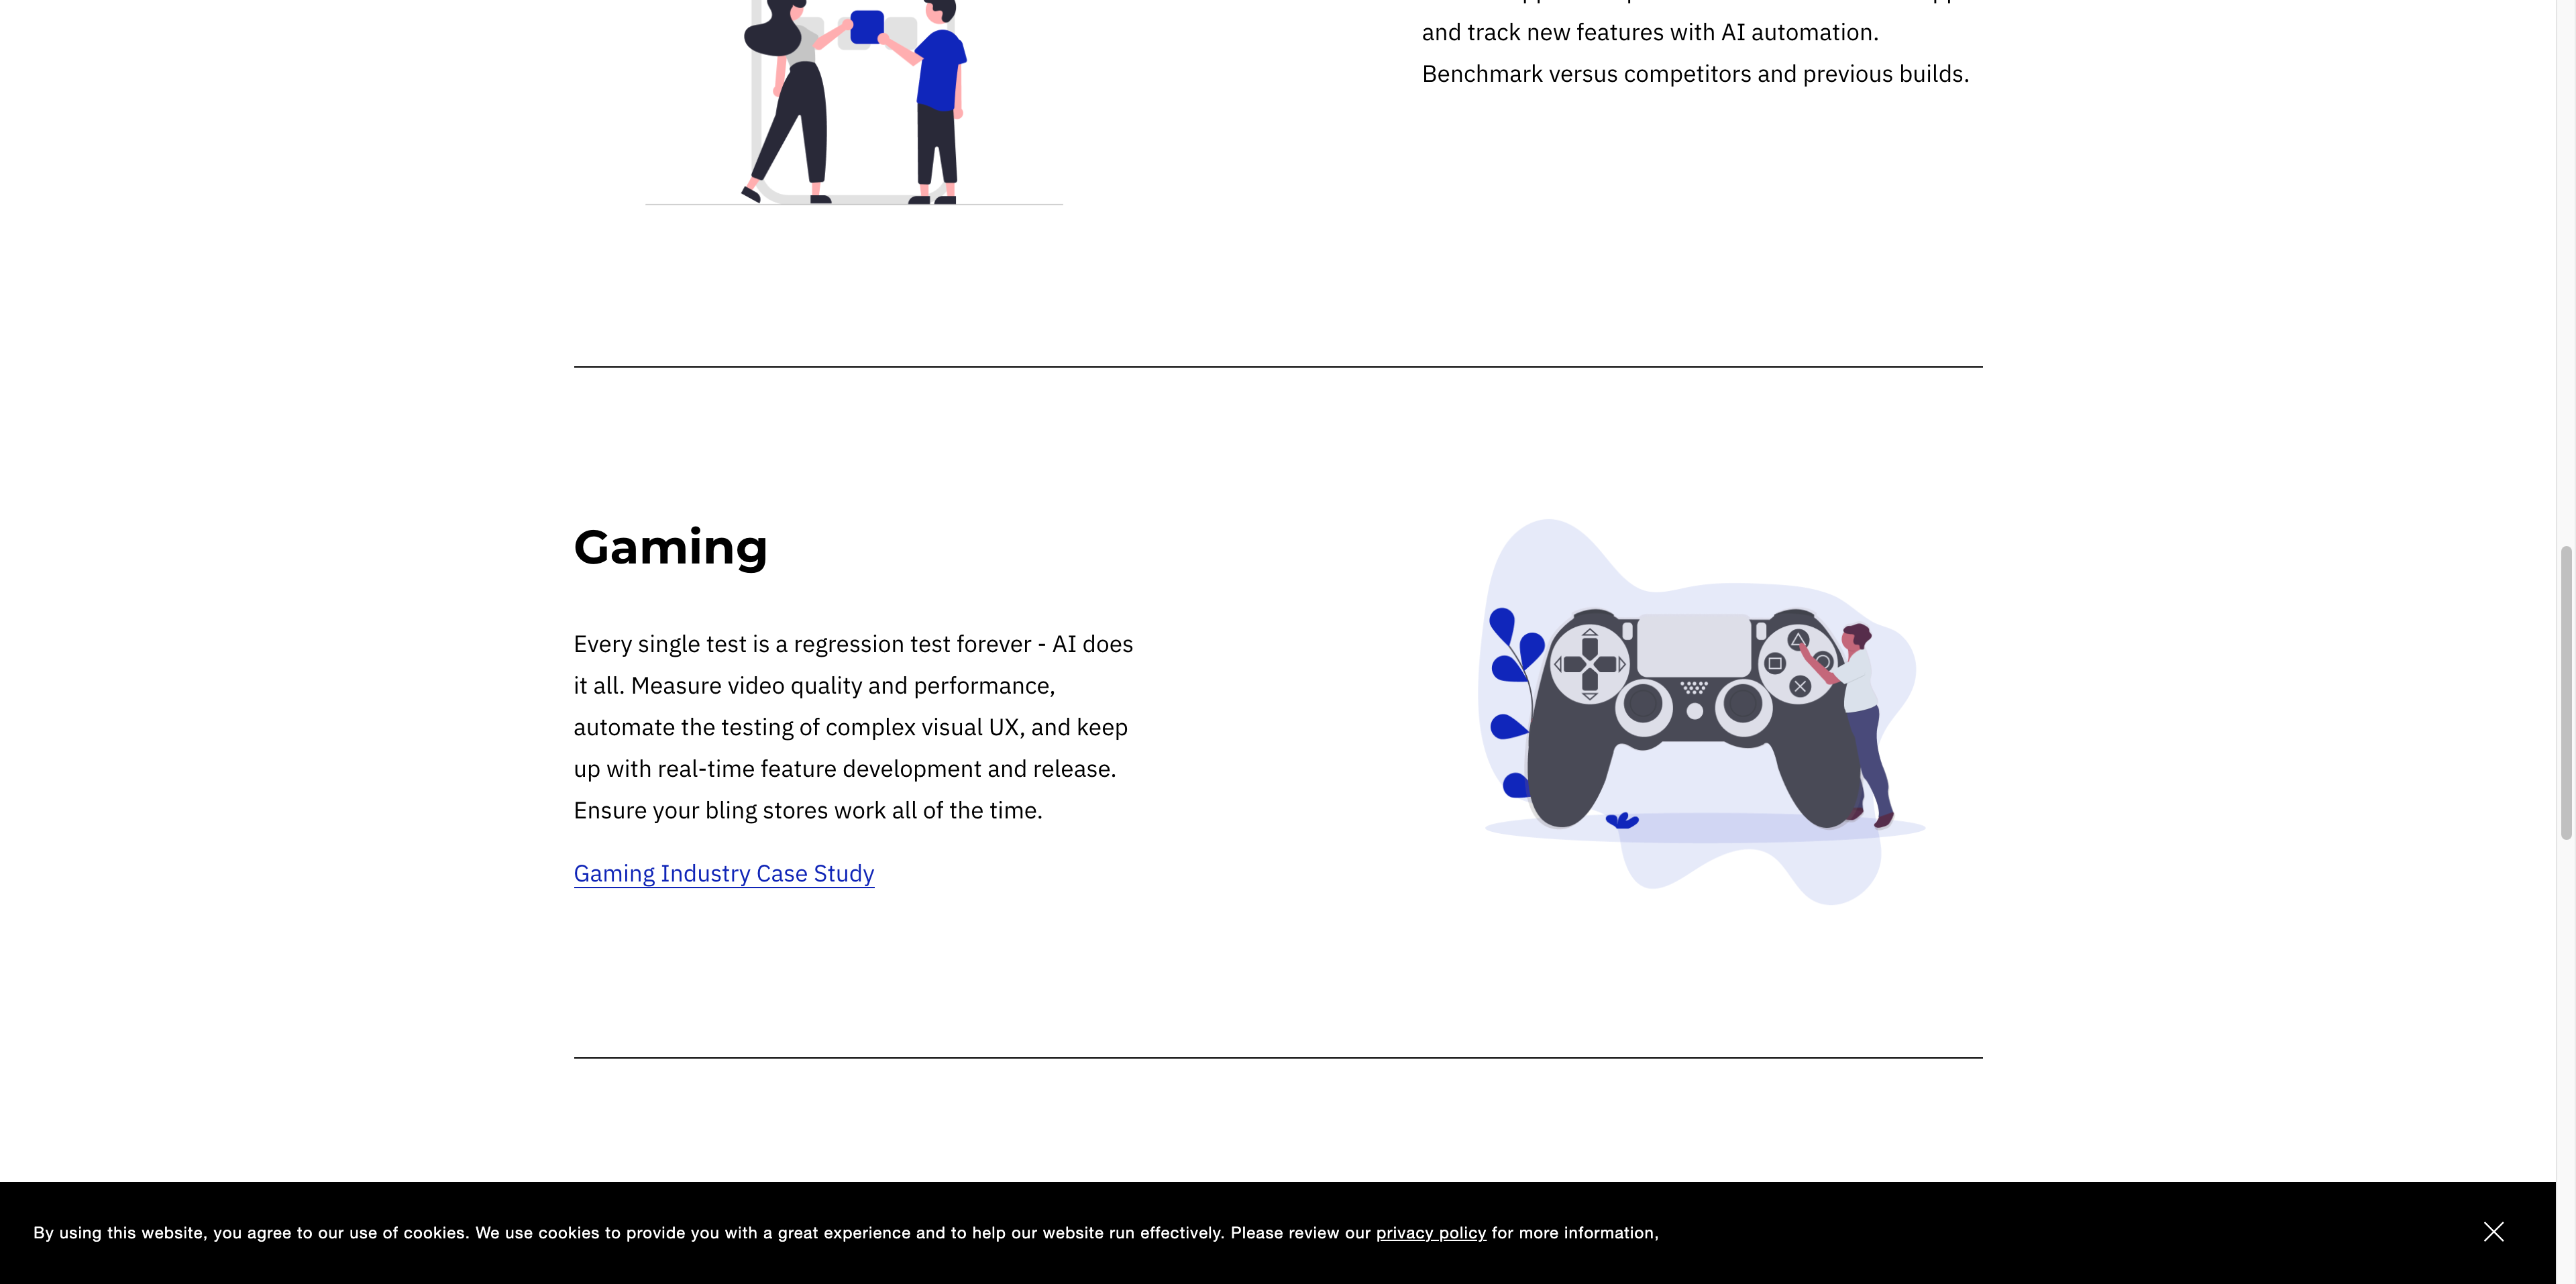 and track new features with AI automation.
Benchmark versus competitors and previous builds.
Gaming
Every single test is a regression test forever - AI does
it all. Measure video quality and performance,
automate the testing of complex visual UX, and keep
up with real-time feature development and release.
Ensure your bling stores work all of the time.
Gaming Industry Case Study
By using this website, you agree to our use of cookies. We use cookies to provide you with a great experience and to help our website run effectively. Please review our privacy policy for more information,